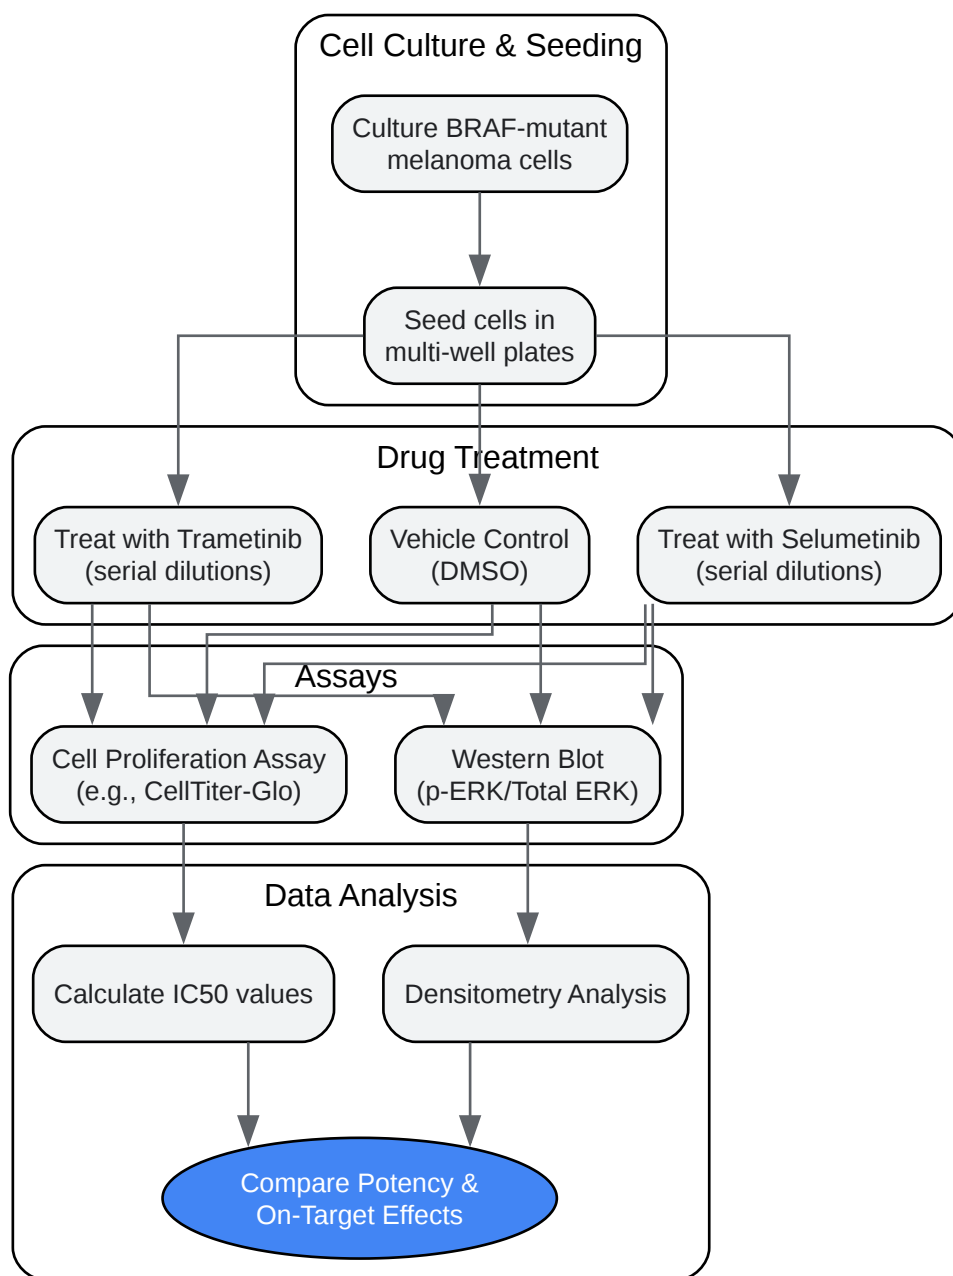 Cell Culture & Seeding
Culture BRAF-mutant
melanoma cells
Seed cells in
multi-well plates
Drug Treatment
Treat with Trametinib
(serial dilutions)
Vehicle Control
(DMSO)
Treat with Selumetinib
(serial dilutions)
Assays
Cell Proliferation Assay
(e.g., CellTiter-Glo)
Western Blot
(p-ERK/Total ERK)
Data Analysis
Calculate IC50 values
Densitometry Analysis
Compare Potency &
On-Target Effects